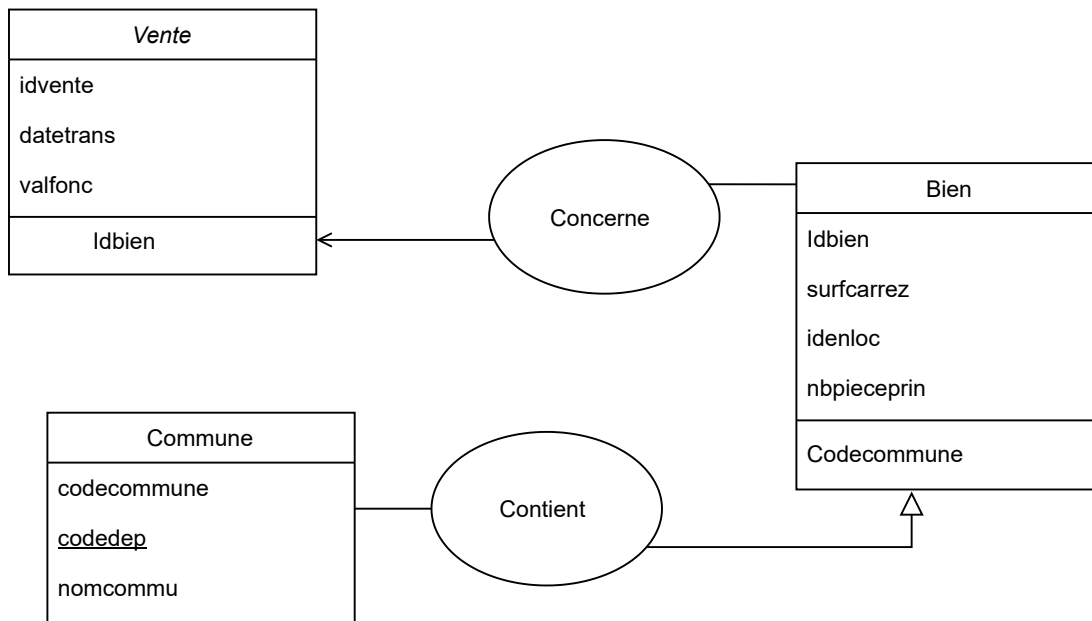 Vente
idvente
datetrans
valfonc
Idbien
Concerne
Bien
Idbien
surfcarrez
idenloc
nbpieceprin
Codecommune
Commune
codecommune
codedep
nomcommu
Contient